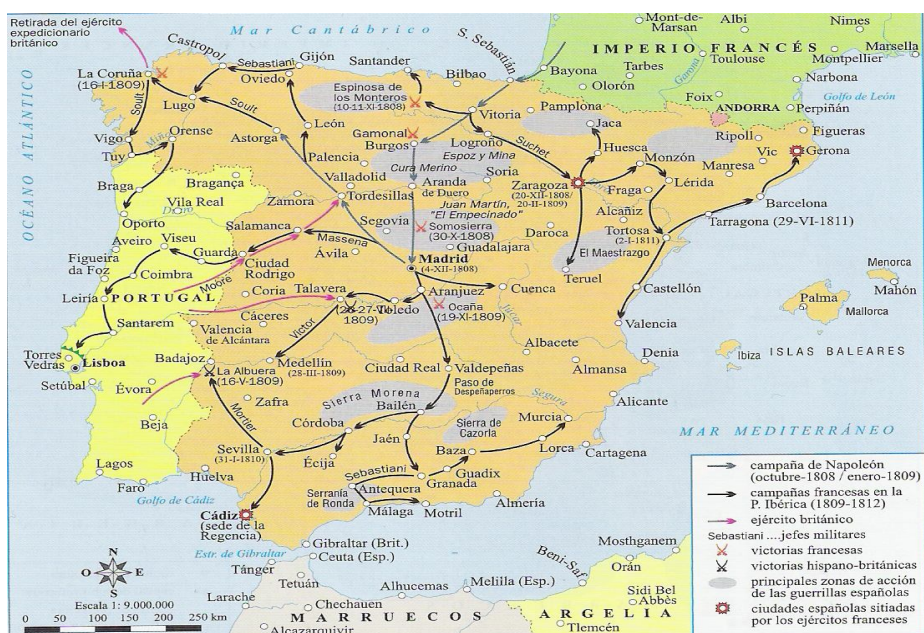 Retirada del ejército
expedicionario
británico
Mar Cantábrico
Mont-de-
Marsan
Albi
Nimes
IMPERIO FRANCÉS
Toulouse
Montpellier
Marsella
Castropol
Gijón
Santander
Bilbao
S. Sebastián
Bayona
Tarbes
Olorón
Garona
Narbona
Golfo de León
La Coruña
(16-I-1809)
Sebastiani
Oviedo
Espinosa de
los Monteros
(10-11-XI-1808)
Foix
ANDORRA
Perpiñán
OCÉANO ATLÁNTICO
Soult
Lugo
Soult
León
Vitoria
Pamplona
Jaca
Ripoll
Figueras
Gamonal
Burgos
Logroño
Suchet
Huesca
Monzón
Vic
Manresa
Gerona
Vigo
Miño
Orense
Tuy
Astorga
Palencia
Espoz y Mina
Cura Merino
Soria
Zaragoza
(20-XII-1808/
20-II-1809)
Fraga
Lérida
Barcelona
Braga
Bragança
Valladolid
Tordesillas
Aranda
de Duero
Zamora
Juan Martín,
"El Empecinado"
Alcañiz
Tortosa
(2-I-1811)
Tarragona (29-VI-1811)
Duero
Vila Real
Oporto
Segovia
Somosierra
(30-X-1808)
Daroca
El Maestrazgo
Aveiro
Viseu
Salamanca
Massena
Ávila
Guadalajara
Teruel
Figueira
da Foz
Guarda
Ciudad
Rodrigo
Madrid
(4-XII-1808)
Menorca
Mahón
Coimbra
Moore
Coria
Talavera
Aranjuez
Cuenca
Castellón
Palma
Mallorca
Leiría
PORTUGAL
Toledo
1809)
Ocaña
(19-XI-1809)
Júcar
Valencia
Cáceres
Santarem
Valencia
de Alcántara
Victor
Albacete
Denia
Ibiza
ISLAS BALEARES
Torres
Vedras
Lisboa
Badajoz
La Albuera
(16-V-1809)
Medellín
(28-III-1809)
Ciudad Real
Valdepeñas
Almansa
Setúbal
Évora
Paso de
Despeñaperros
Alicante
Zafra
Sierra Morena
Bailén
Segura
Murcia
Beja
Mortier
Córdoba
Sierra de
Cazorla
MAR MEDITERRÁNEO
Jaén
Baza
Lorca
Cartagena
Sevilla
(31-I-1810)
Écija
Sebastiani
Guadix
Granada
Lagos
Faro
Huelva
Antequera
Serranía
de Ronda
Golfo de Cádiz
Málaga
Motril
Almería
Cádiz
(sede de la
Regencia)
Gibraltar (Brit.)
Estr. de Gibraltar
Ceuta (Esp.)
Tánger
Tetuán
Alhucemas
Melilla (Esp.)
Beni-Saf
Mosthganem
Orán
Larache
Chechauen
Sidi Bel
Abbès
MARRUECOS
ARGELIA
Alcazarquivir
Tlemcén
N
O
E
S
Escala 1: 9.000.000
0 50 100 150 200 250 km
campaña de Napoleón
(octubre-1808 / enero-1809)
campañas francesas en la
P. Ibérica (1809-1812)
ejército británico
Sebastiani ....jefes militares
victorias francesas
victorias hispano-británicas
principales zonas de acción
de las guerrillas españolas
ciudades españolas sitiadas
por los ejércitos franceses